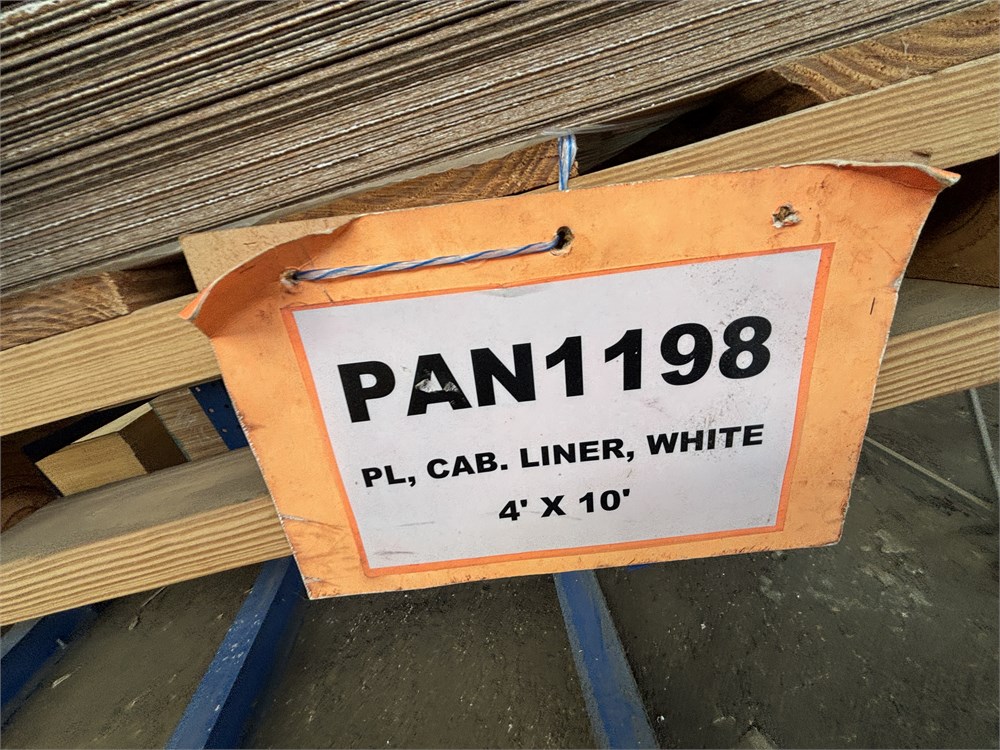 PAN1198
PL, CAB. LINER, WHITE
4' X 10'